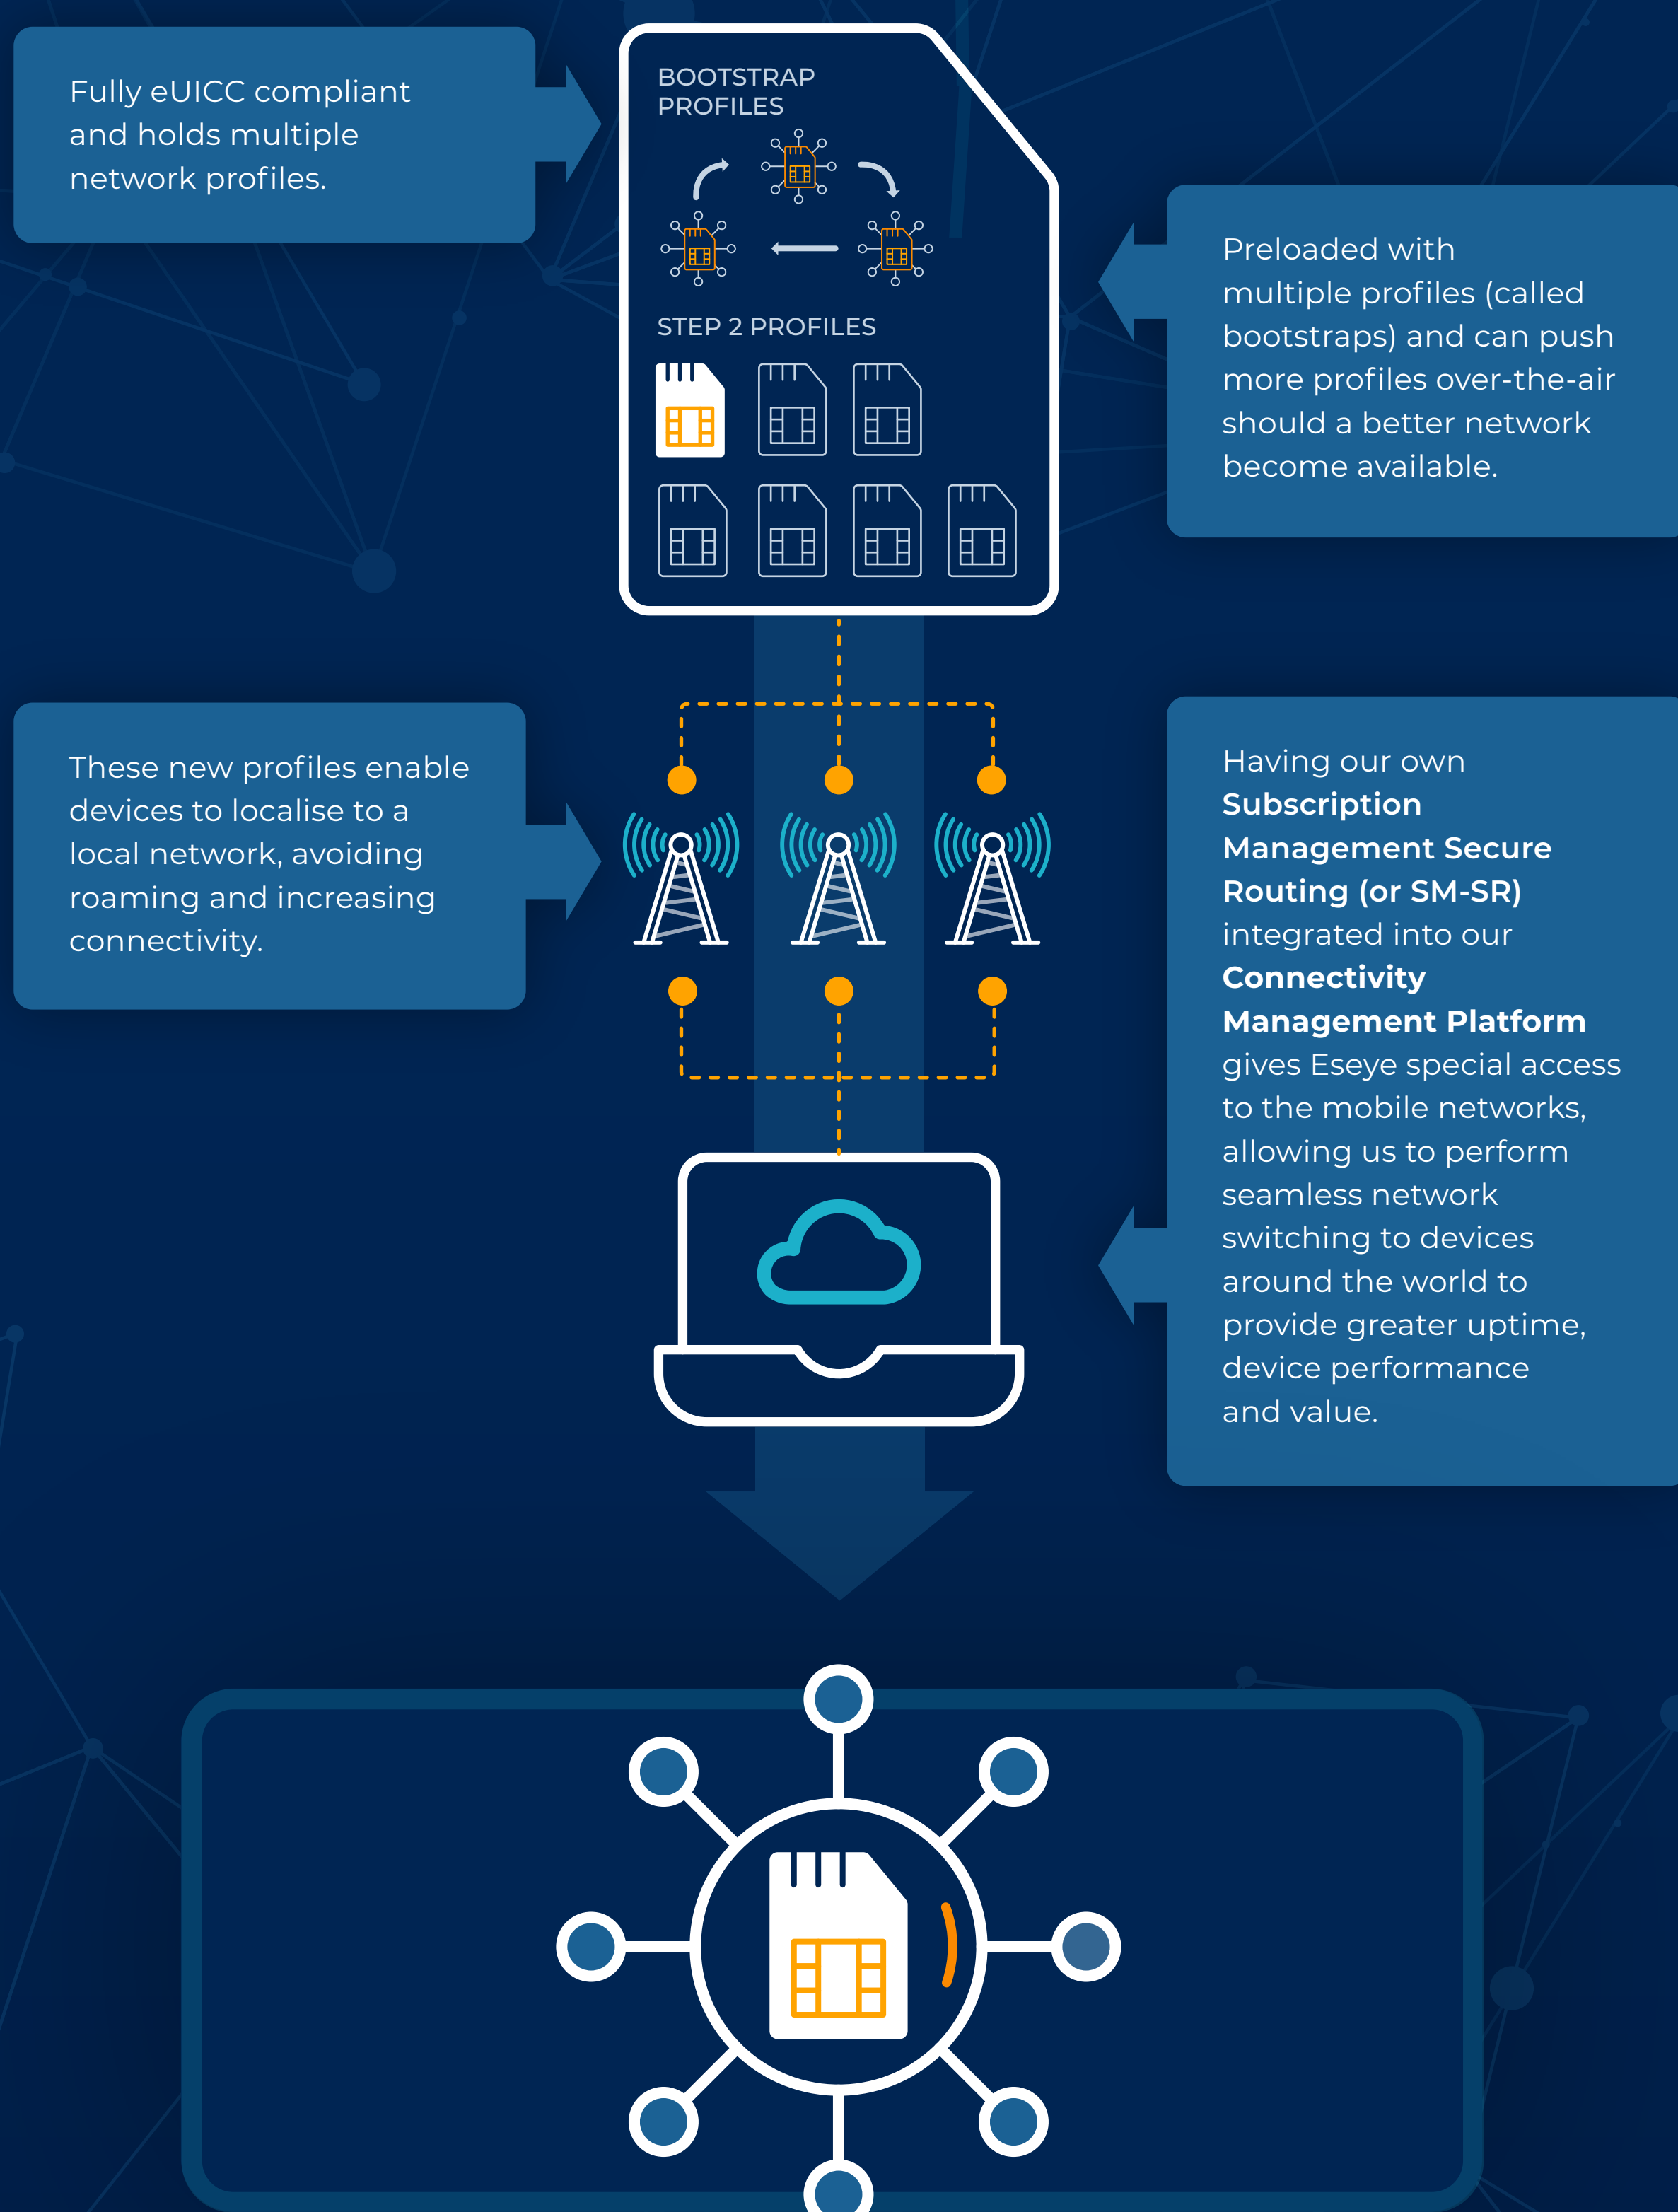 Fully eUICC compliant
and holds multiple
network profiles.
BOOTSTRAP
PROFILES
STEP 2 PROFILES
Preloaded with
multiple profiles (called
bootstraps) and can push
more profiles over-the-air
should a better network
become available.
These new profiles enable
devices to localise to a
local network, avoiding
roaming and increasing
connectivity.
Having our own
Subscription
Management Secure
Routing (or SM-SR)
integrated into our
Connectivity
Management Platform
gives Eseye special access
to the mobile networks,
allowing us to perform
seamless network
switching to devices
around the world to
provide greater uptime,
device performance
and value.